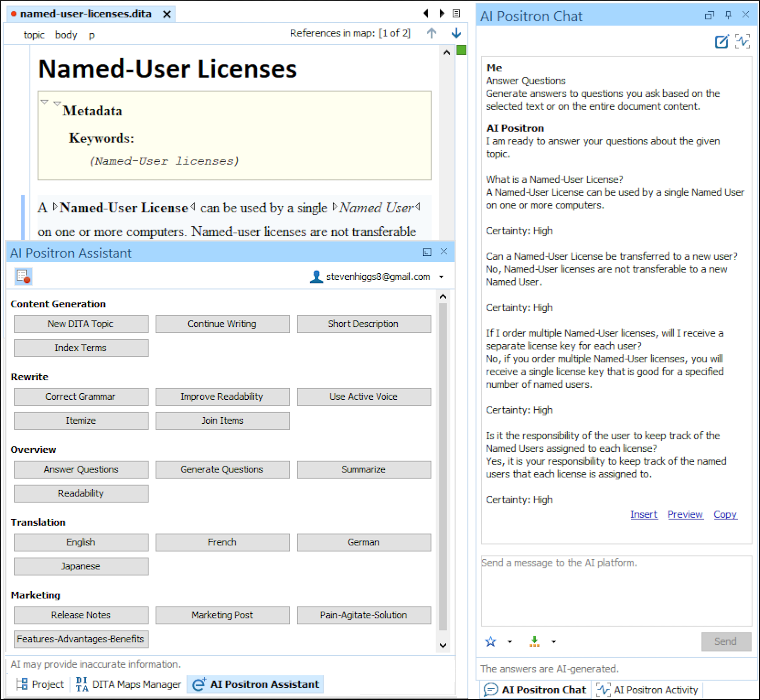 named-user-licenses.dita
topic body p References in map: [1 of 2]
Named-User Licenses
Metadata
Keywords:
(Named-User licenses)
A Named-User License can be used by a single Named User
on one or more computers. Named-user licenses are not transferable
AI Positron Assistant
stevenhiggs8@gmail.com
Content Generation
New DITA Topic Continue Writing Short Description
Index Terms
Rewrite
Correct Grammar Improve Readability Use Active Voice
Itemize Join Items
Overview
Answer Questions Generate Questions Summarize
Readability
Translation
English French German
Japanese
Marketing
Release Notes Marketing Post Pain-Agitate-Solution
Features-Advantages-Benefits
AI may provide inaccurate information.
Project DITA DITA Maps Manager AI Positron Assistant
AI Positron Chat
Me
Answer Questions
Generate answers to questions you ask based on the
selected text or on the entire document content.
AI Positron
I am ready to answer your questions about the given
topic.
What is a Named-User License?
A Named-User License can be used by a single Named User
on one or more computers.
Certainty: High
Can a Named-User License be transferred to a new user?
No, Named-User licenses are not transferable to a new
Named User.
Certainty: High
If I order multiple Named-User licenses, will I receive a
separate license key for each user?
No, if you order multiple Named-User licenses, you will
receive a single license key that is good for a specified
number of named users.
Certainty: High
Is it the responsibility of the user to keep track of the
Named Users assigned to each license?
Yes, it is your responsibility to keep track of the named
users that each license is assigned to.
Certainty: High
Insert Preview Copy
Send a message to the AI platform.
Send
The answers are AI-generated.
AI Positron Chat AI Positron Activity